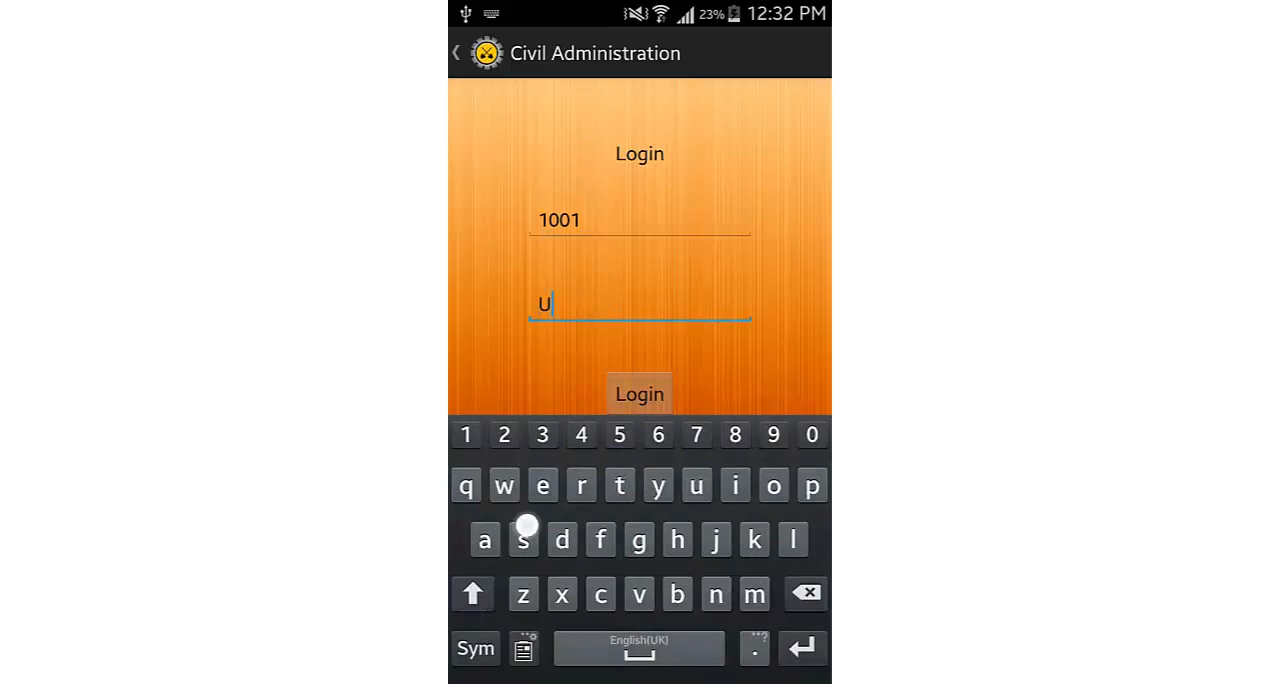 23% 12:32 PM
Civil Administration
Login
1001
U
Login
1 2 3 4 5 6 7 8 9 0
q w e r t y u i o p
a s d f g h j k l
z x c v b n m
Sym English(UK) . ?